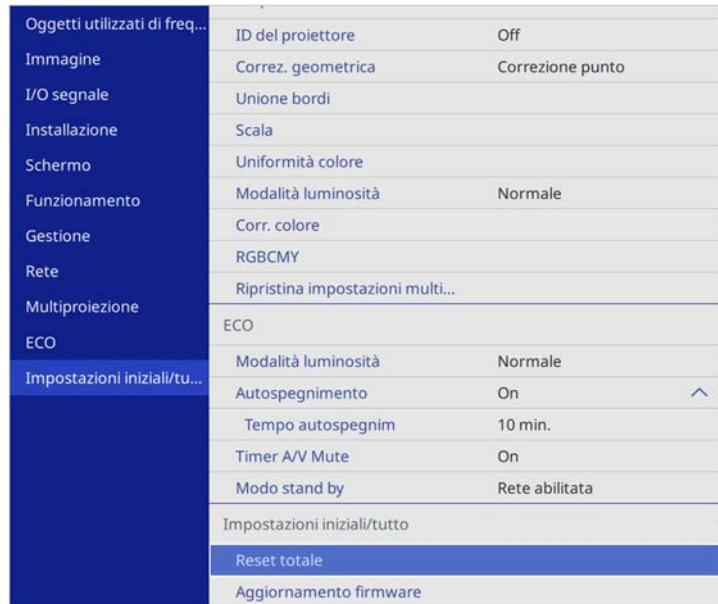 Oggetti utilizzati di freq...
Immagine
I/O segnale
Installazione
Schermo
Funzionamento
Gestione
Rete
Multiproiezione
ECO
Impostazioni iniziali/tu...
ID del proiettore Off
Correz. geometrica Correzione punto
Unione bordi
Scala
Uniformità colore
Modalità luminosità Normale
Corr. colore
RGBCMY
Ripristina impostazioni multi...
ECO
Modalità luminosità Normale
Autospegnimento On
Tempo autospegnim 10 min.
Timer A/V Mute On
Modo stand by Rete abilitata
Impostazioni iniziali/tutto
Reset totale
Aggiornamento firmware